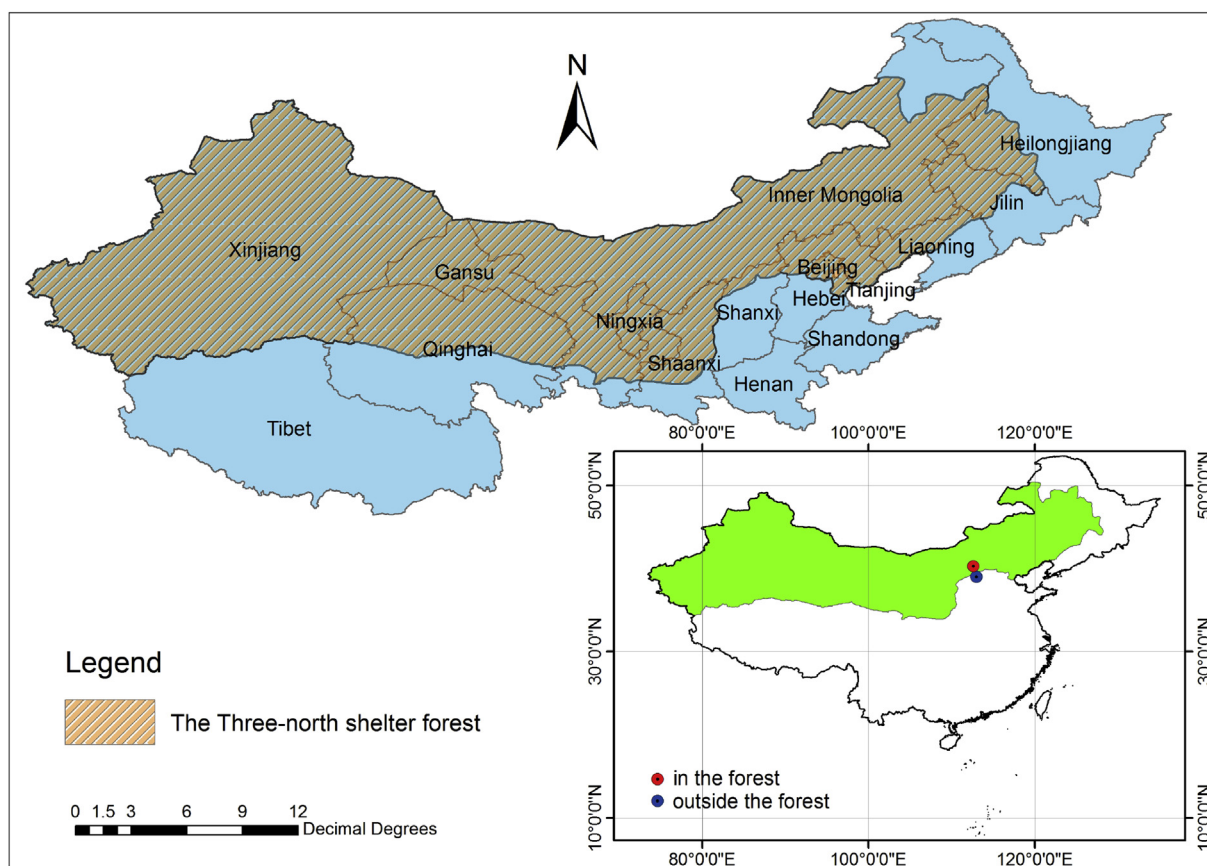 N
Heilongjiang
Inner Mongolia
Jilin
Xinjiang
Liaoning
Gansu
Beijing
Tianjing
Hebei
Shanxi
Ningxia
Shandong
Qinghai
Shaanxi
Henan
Tibet
80°0'0"E 100°0'0"E 120°0'0"E
50°0'0"N
50°0'0"N
30°0'0"N
30°0'0"N
10°0'0"N
10°0'0"N
in the forest
outside the forest
80°0'0"E 100°0'0"E 120°0'0"E
Legend
The Three-north shelter forest
0 1.5 3 6 9 12
Decimal Degrees